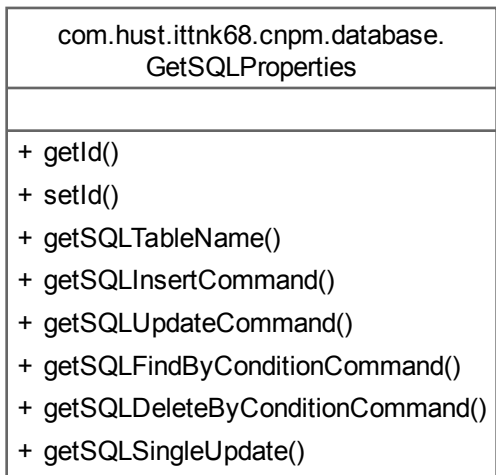 com.hust.ittnk68.cnpm.database.
GetSQLProperties
+ getId()
+ setId()
+ getSQLTableName()
+ getSQLInsertCommand()
+ getSQLUpdateCommand()
+ getSQLFindByConditionCommand()
+ getSQLDeleteByConditionCommand()
+ getSQLSingleUpdate()